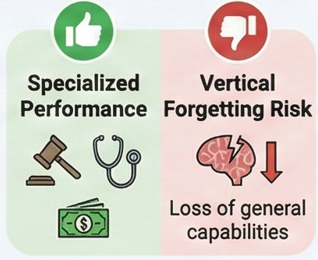 Specialized
Performance
$
Vertical
Forgetting Risk
Loss of general
capabilities